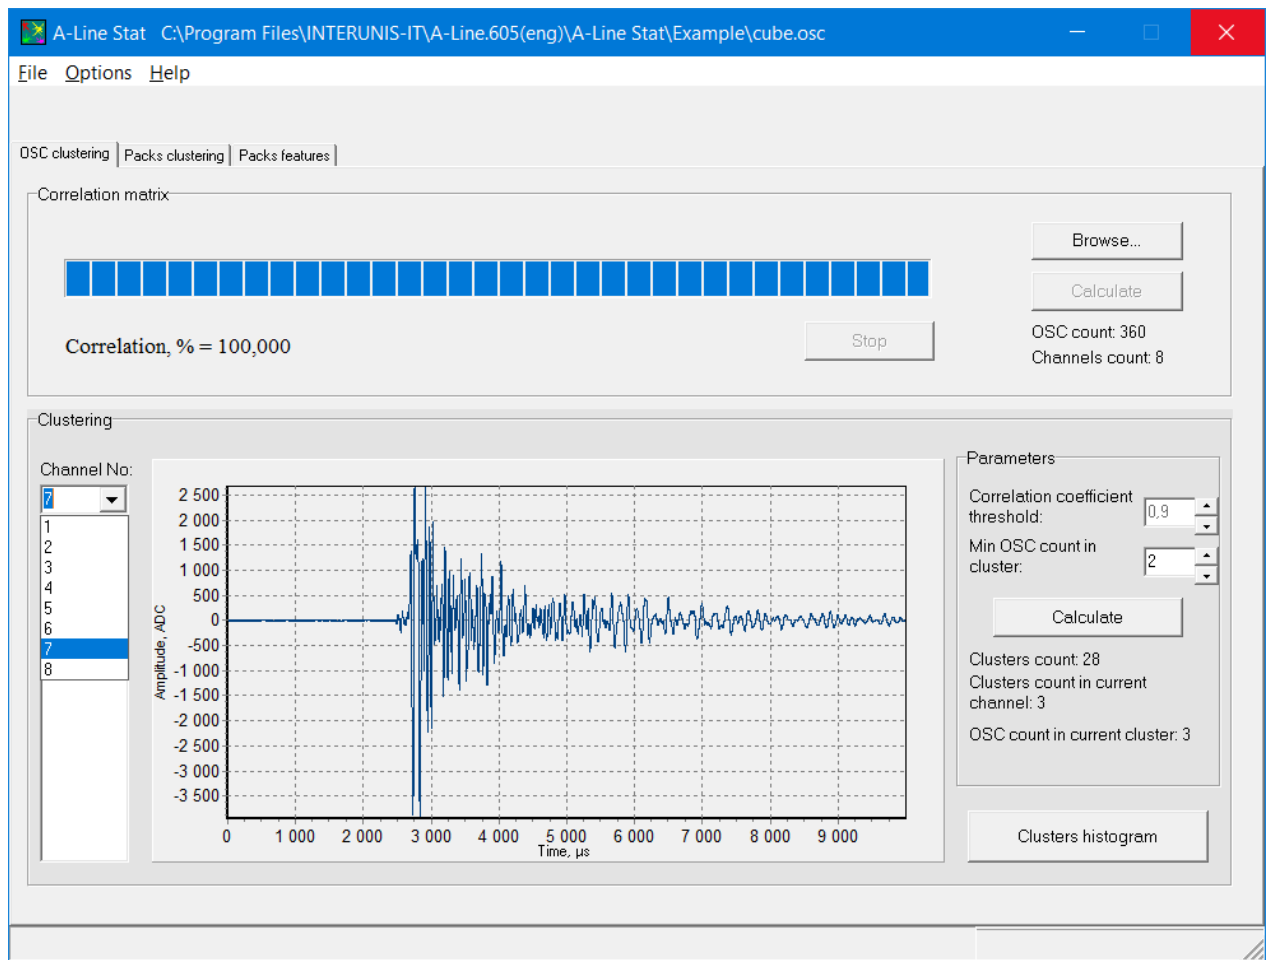 A-Line Stat C:\Program Files\INTERUNIS-IT\A-Line.605(eng)\A-Line Stat\Example\cube.osc
File Options Help
OSC clustering Packs clustering Packs features
Correlation matrix
Browse...
Calculate
Correlation, % = 100,000
Stop
OSC count: 360
Channels count: 8
Clustering
Channel No:
7
1
2
3
4
5
6
7
8
Amplitude, ADC
2 500
2 000
1 500
1 000
500
0
-500
-1 000
-1 500
-2 000
-2 500
-3 000
-3 500
0 1 000 2 000 3 000 4 000 5 000 6 000 7 000 8 000 9 000
Time, µs
Parameters
Correlation coefficient
threshold:
0,9
Min OSC count in
cluster:
2
Calculate
Clusters count: 28
Clusters count in current
channel: 3
OSC count in current cluster: 3
Clusters histogram